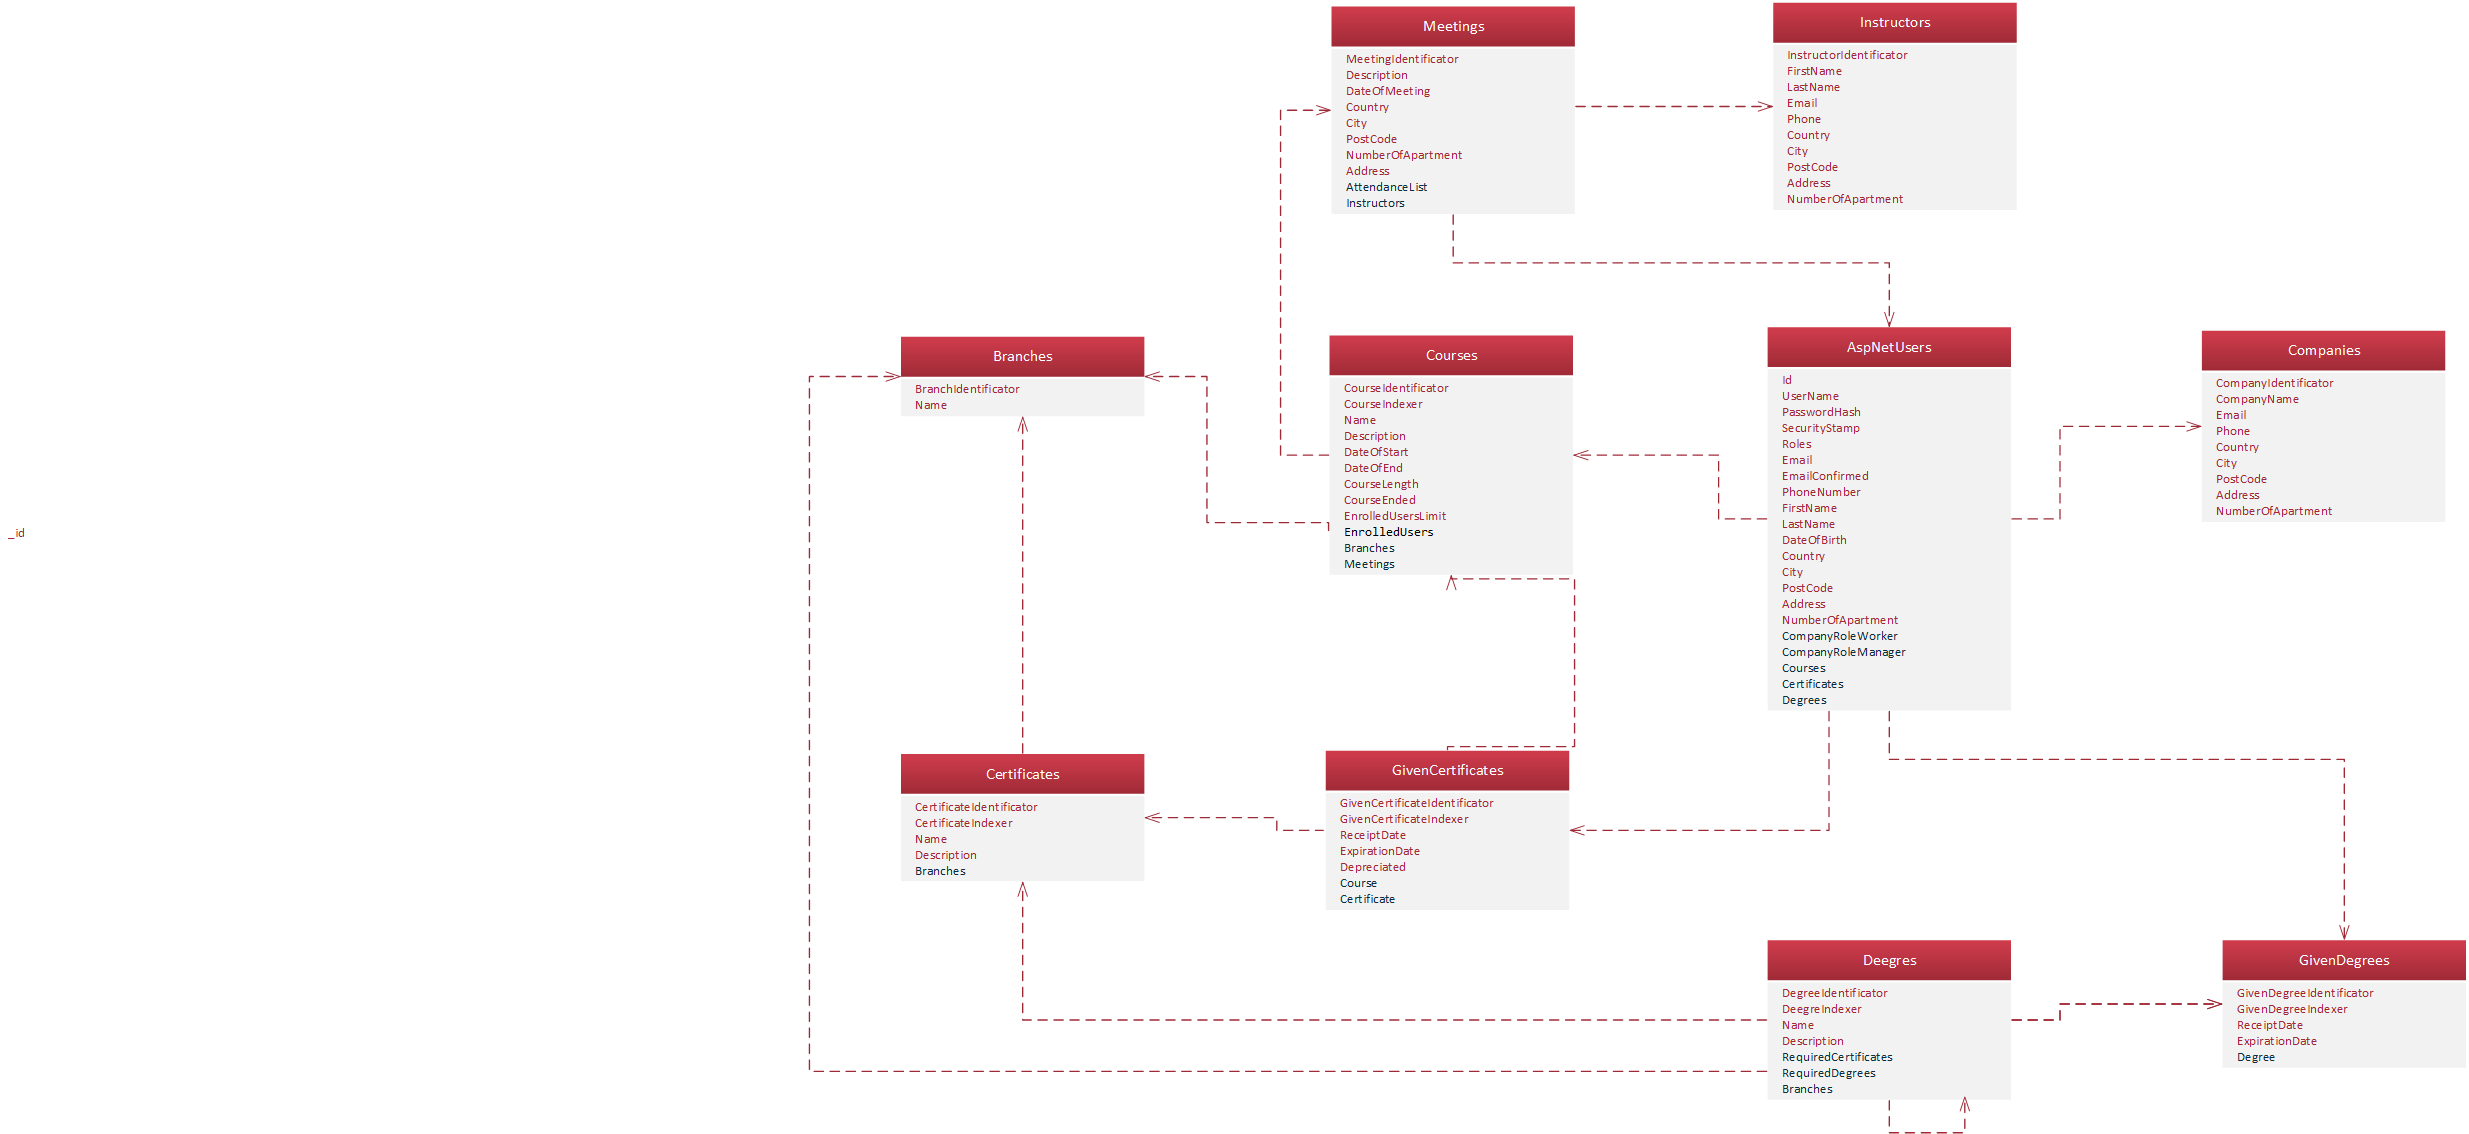 Meetings
MeetingIdentificator
Description
DateOfMeeting
Country
City
PostCode
NumberOfApartment
Address
AttendanceList
Instructors
Instructors
InstructorIdentificator
FirstName
LastName
Email
Phone
Country
City
PostCode
Address
NumberOfApartment
Branches
BranchIdentificator
Name
Courses
CourseIdentificator
CourseIndexer
Name
Description
DateOfStart
DateOfEnd
CourseLength
CourseEnded
EnrolledUsersLimit
EnrolledUsers
Branches
Meetings
AspNetUsers
Id
UserName
PasswordHash
SecurityStamp
Roles
Email
EmailConfirmed
PhoneNumber
FirstName
LastName
DateOfBirth
Country
City
PostCode
Address
NumberOfApartment
CompanyRoleWorker
CompanyRoleManager
Courses
Certificates
Degrees
Companies
CompanyIdentificator
CompanyName
Email
Phone
Country
City
PostCode
Address
NumberOfApartment
_id
Certificates
CertificateIdentificator
CertificateIndexer
Name
Description
Branches
GivenCertificates
GivenCertificateIdentificator
GivenCertificateIndexer
ReceiptDate
ExpirationDate
Depreciated
Course
Certificate
Deegres
DegreeIdentificator
DeegreIndexer
Name
Description
RequiredCertificates
RequiredDegrees
Branches
GivenDegrees
GivenDegreeIdentificator
GivenDegreeIndexer
ReceiptDate
ExpirationDate
Degree